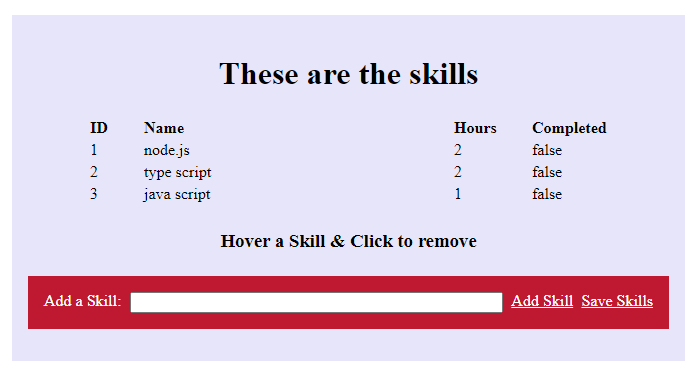 These are the skills
ID Name Hours Completed
1 node.js 2 false
2 type script 2 false
3 java script 1 false
Hover a Skill & Click to remove
Add a Skill: Add Skill Save Skills